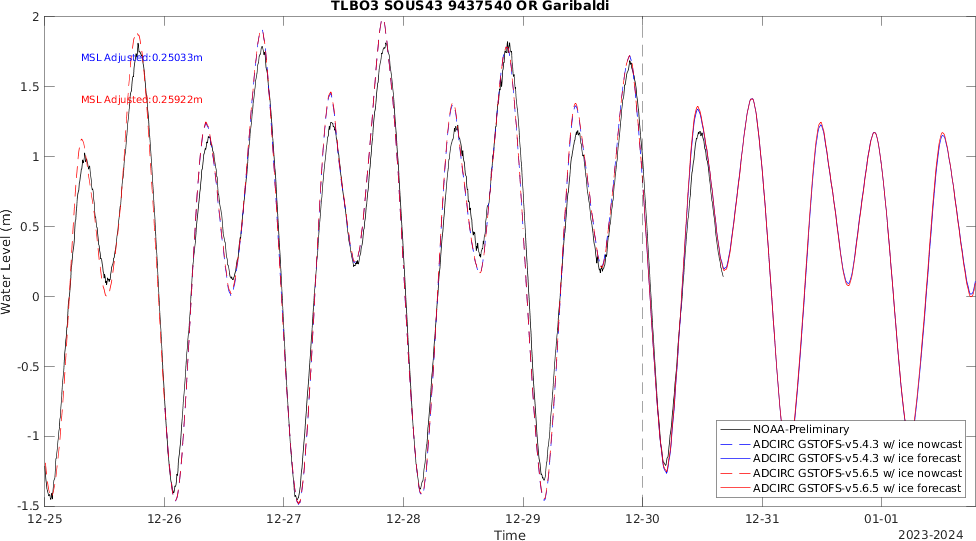 TLBO3 SOUS43 9437540 OR Garibaldi
2
MSL Adjusted:0.25033m
1.5
MSL Adjusted:0.25922m
1
0.5
Water Level (m)
0
-0.5
-1
-1.5
NOAA-Preliminary
ADCIRC GSTOFS-v5.4.3 w/ ice nowcast
ADCIRC GSTOFS-v5.4.3 w/ ice forecast
ADCIRC GSTOFS-v5.6.5 w/ ice nowcast
ADCIRC GSTOFS-v5.6.5 w/ ice forecast
12-25 12-26 12-27 12-28 12-29 12-30 12-31 01-01
Time
2023-2024